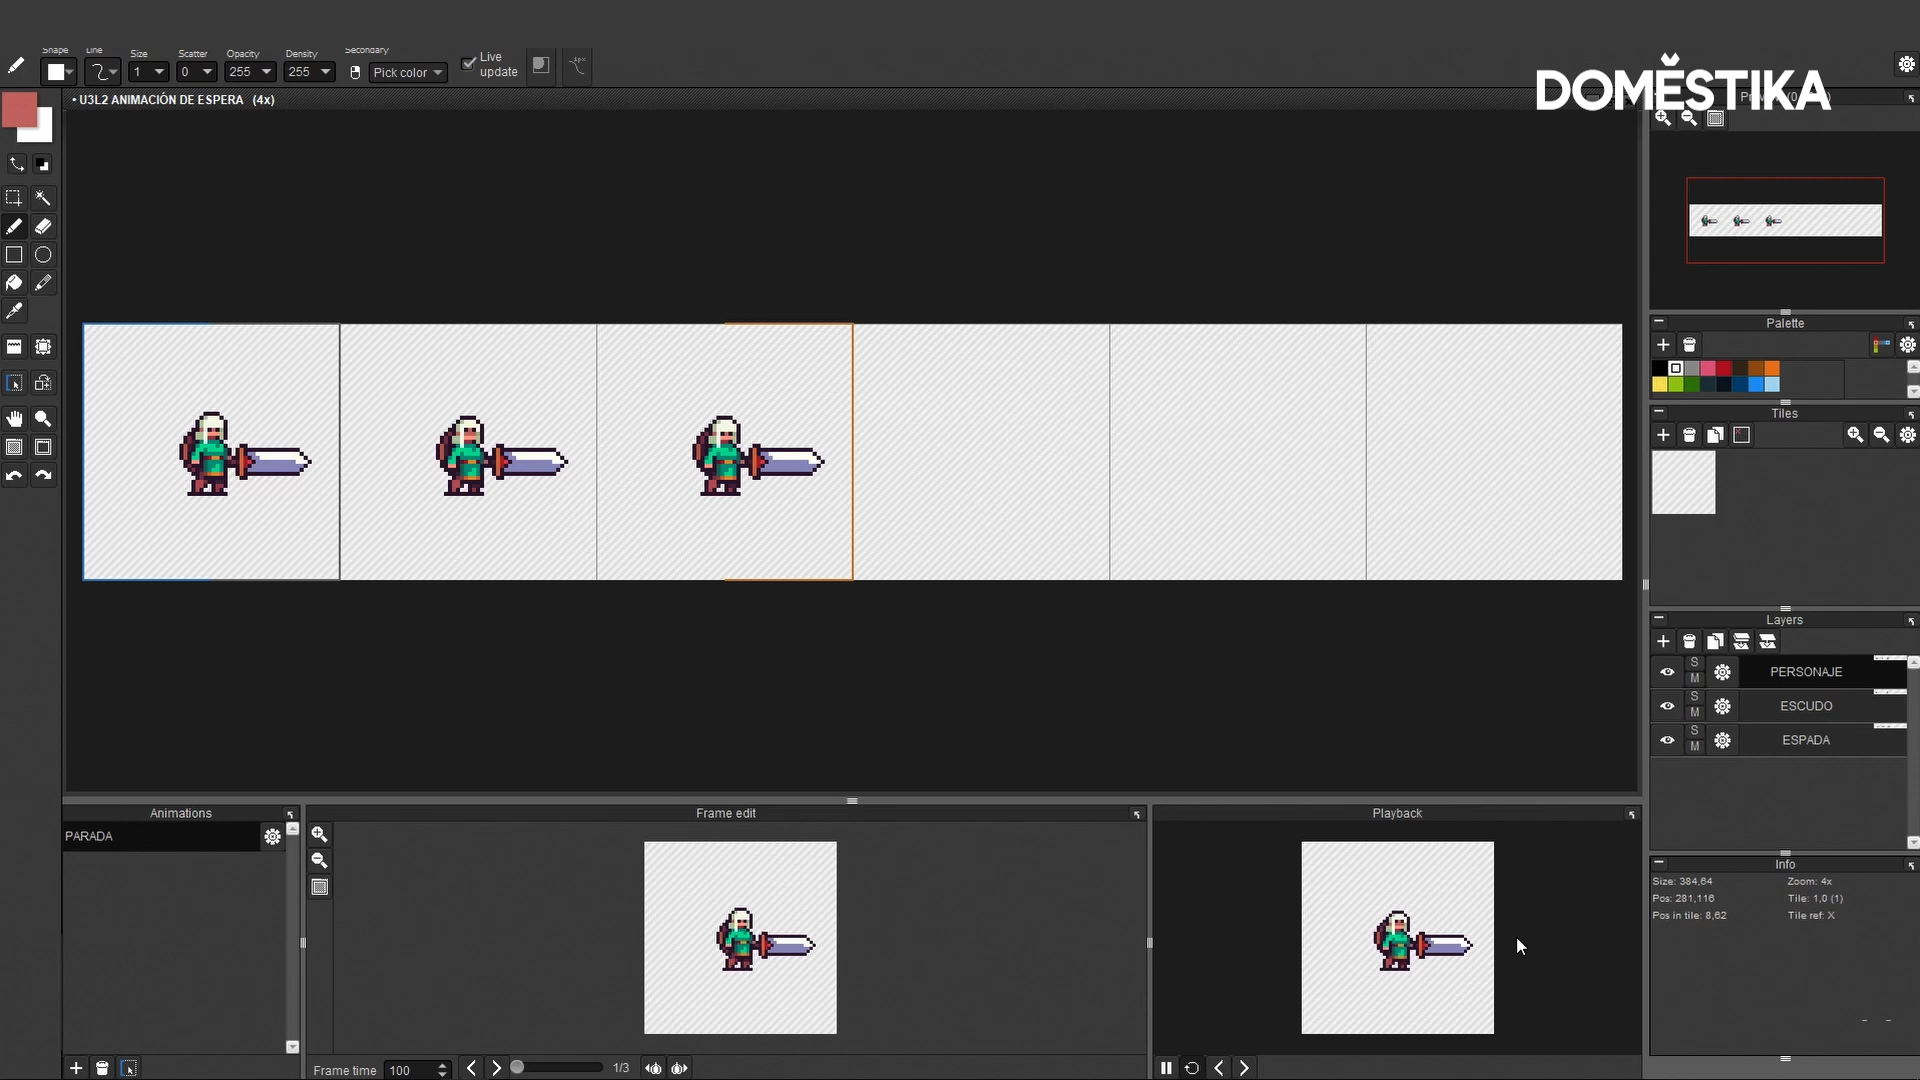 Shape Line Size Scatter Opacity Density Secondary
1 0 255 255 Pick color Live update
DOMĚSTIKA
• U3L2 ANIMACIÓN DE ESPERA (4x)
Palette
Tiles
Layers
S
M
PERSONAJE
S
M
ESCUDO
S
M
ESPADA
Animations
PARADA
Frame edit
Playback
Info
Size: 384,64 Zoom: 4x
Pos: 281,116 Tile: 1,0 (1)
Pos in tile: 8,62 Tile ref: X
Frame time 100 1/3